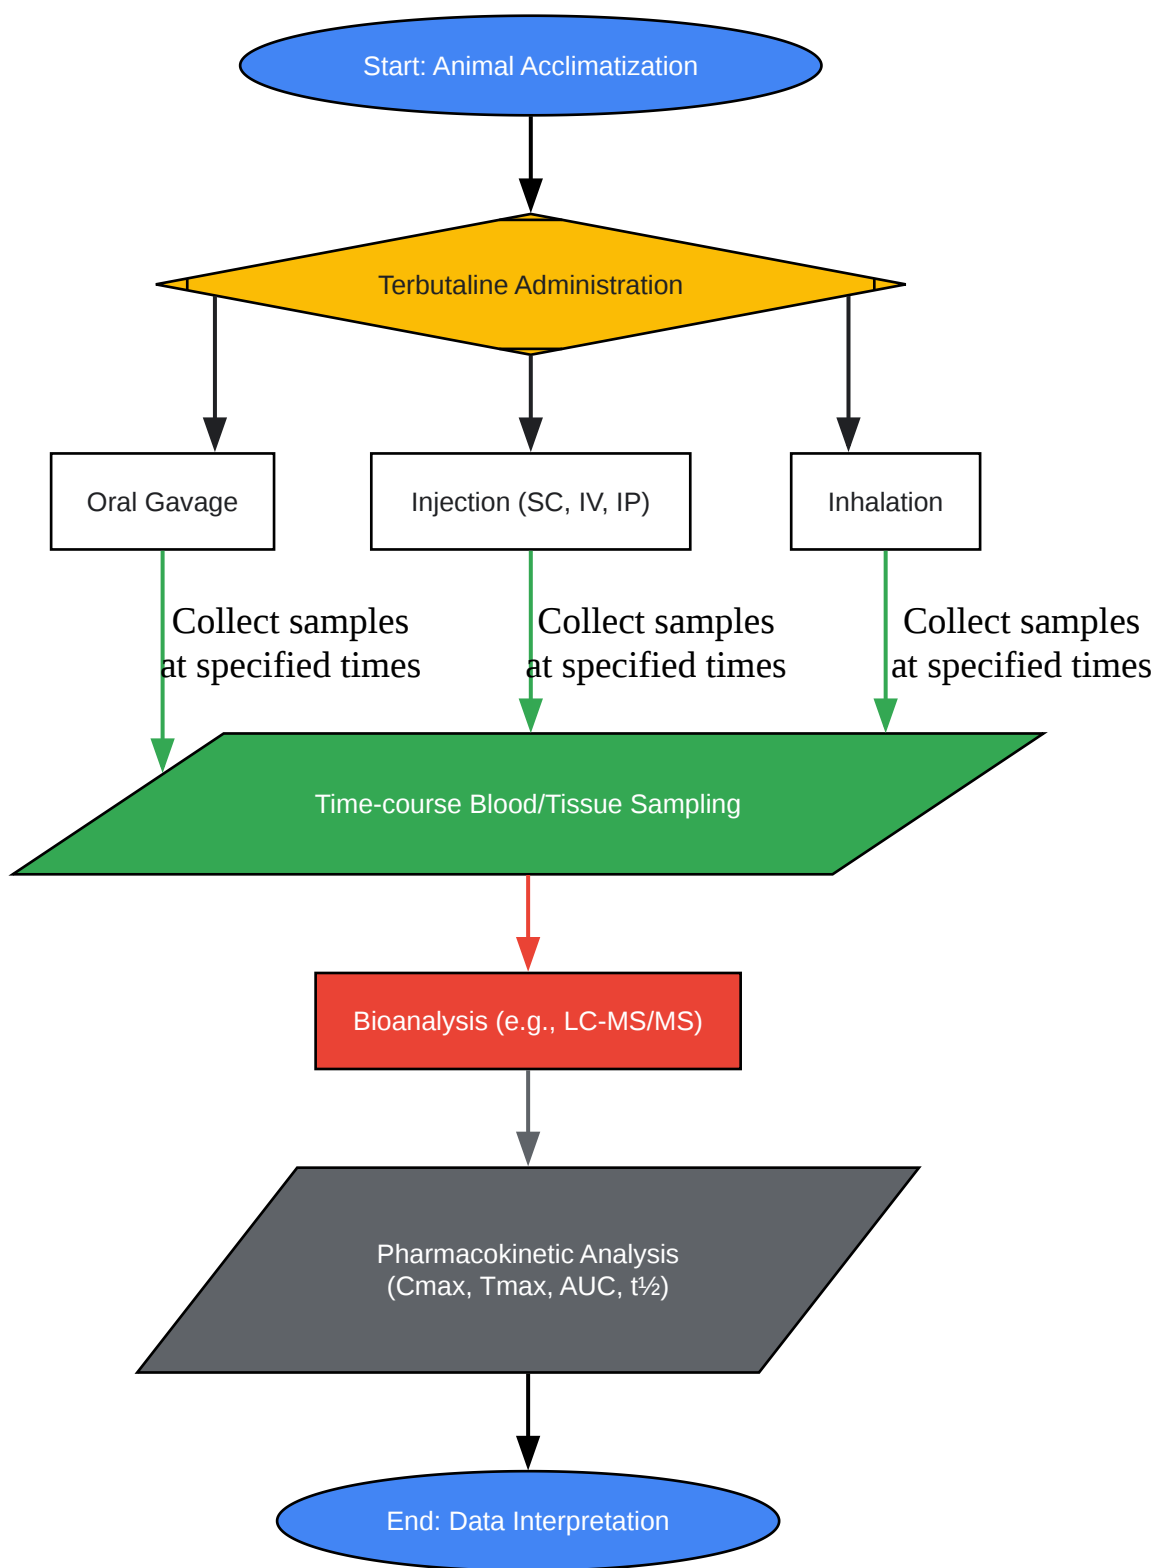 Start: Animal Acclimatization
Terbutaline Administration
Oral Gavage
Injection (SC, IV, IP)
Inhalation
Collect samples
at specified times
Collect samples
at specified times
Collect samples
at specified times
Time-course Blood/Tissue Sampling
Bioanalysis (e.g., LC-MS/MS)
Pharmacokinetic Analysis
(Cmax, Tmax, AUC, t½)
End: Data Interpretation